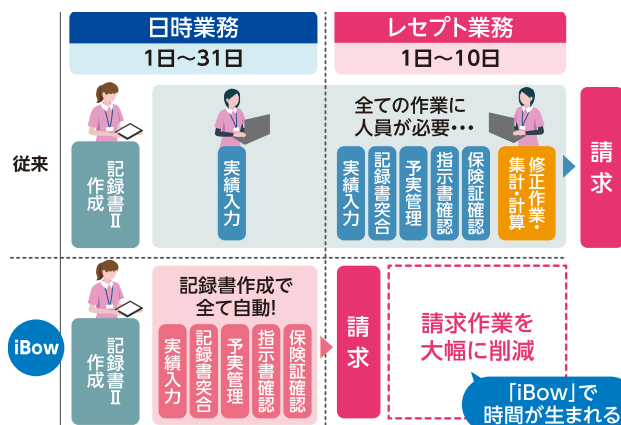 日時業務
1日〜31日
レセプト業務
1日〜10日
従来
記録書Ⅱ
作成
実績入力
全ての作業に
人員が必要・・・
実績入力
記録書突合
予実管理
指示書確認
保険証確認
修正作業・
集計・計算
請求
iBow
記録書Ⅱ
作成
記録書作成で
全て自動!
実績入力
記録書突合
予実管理
指示書確認
保険証確認
請求
請求作業を
大幅に削減
「iBow」で
時間が生まれる